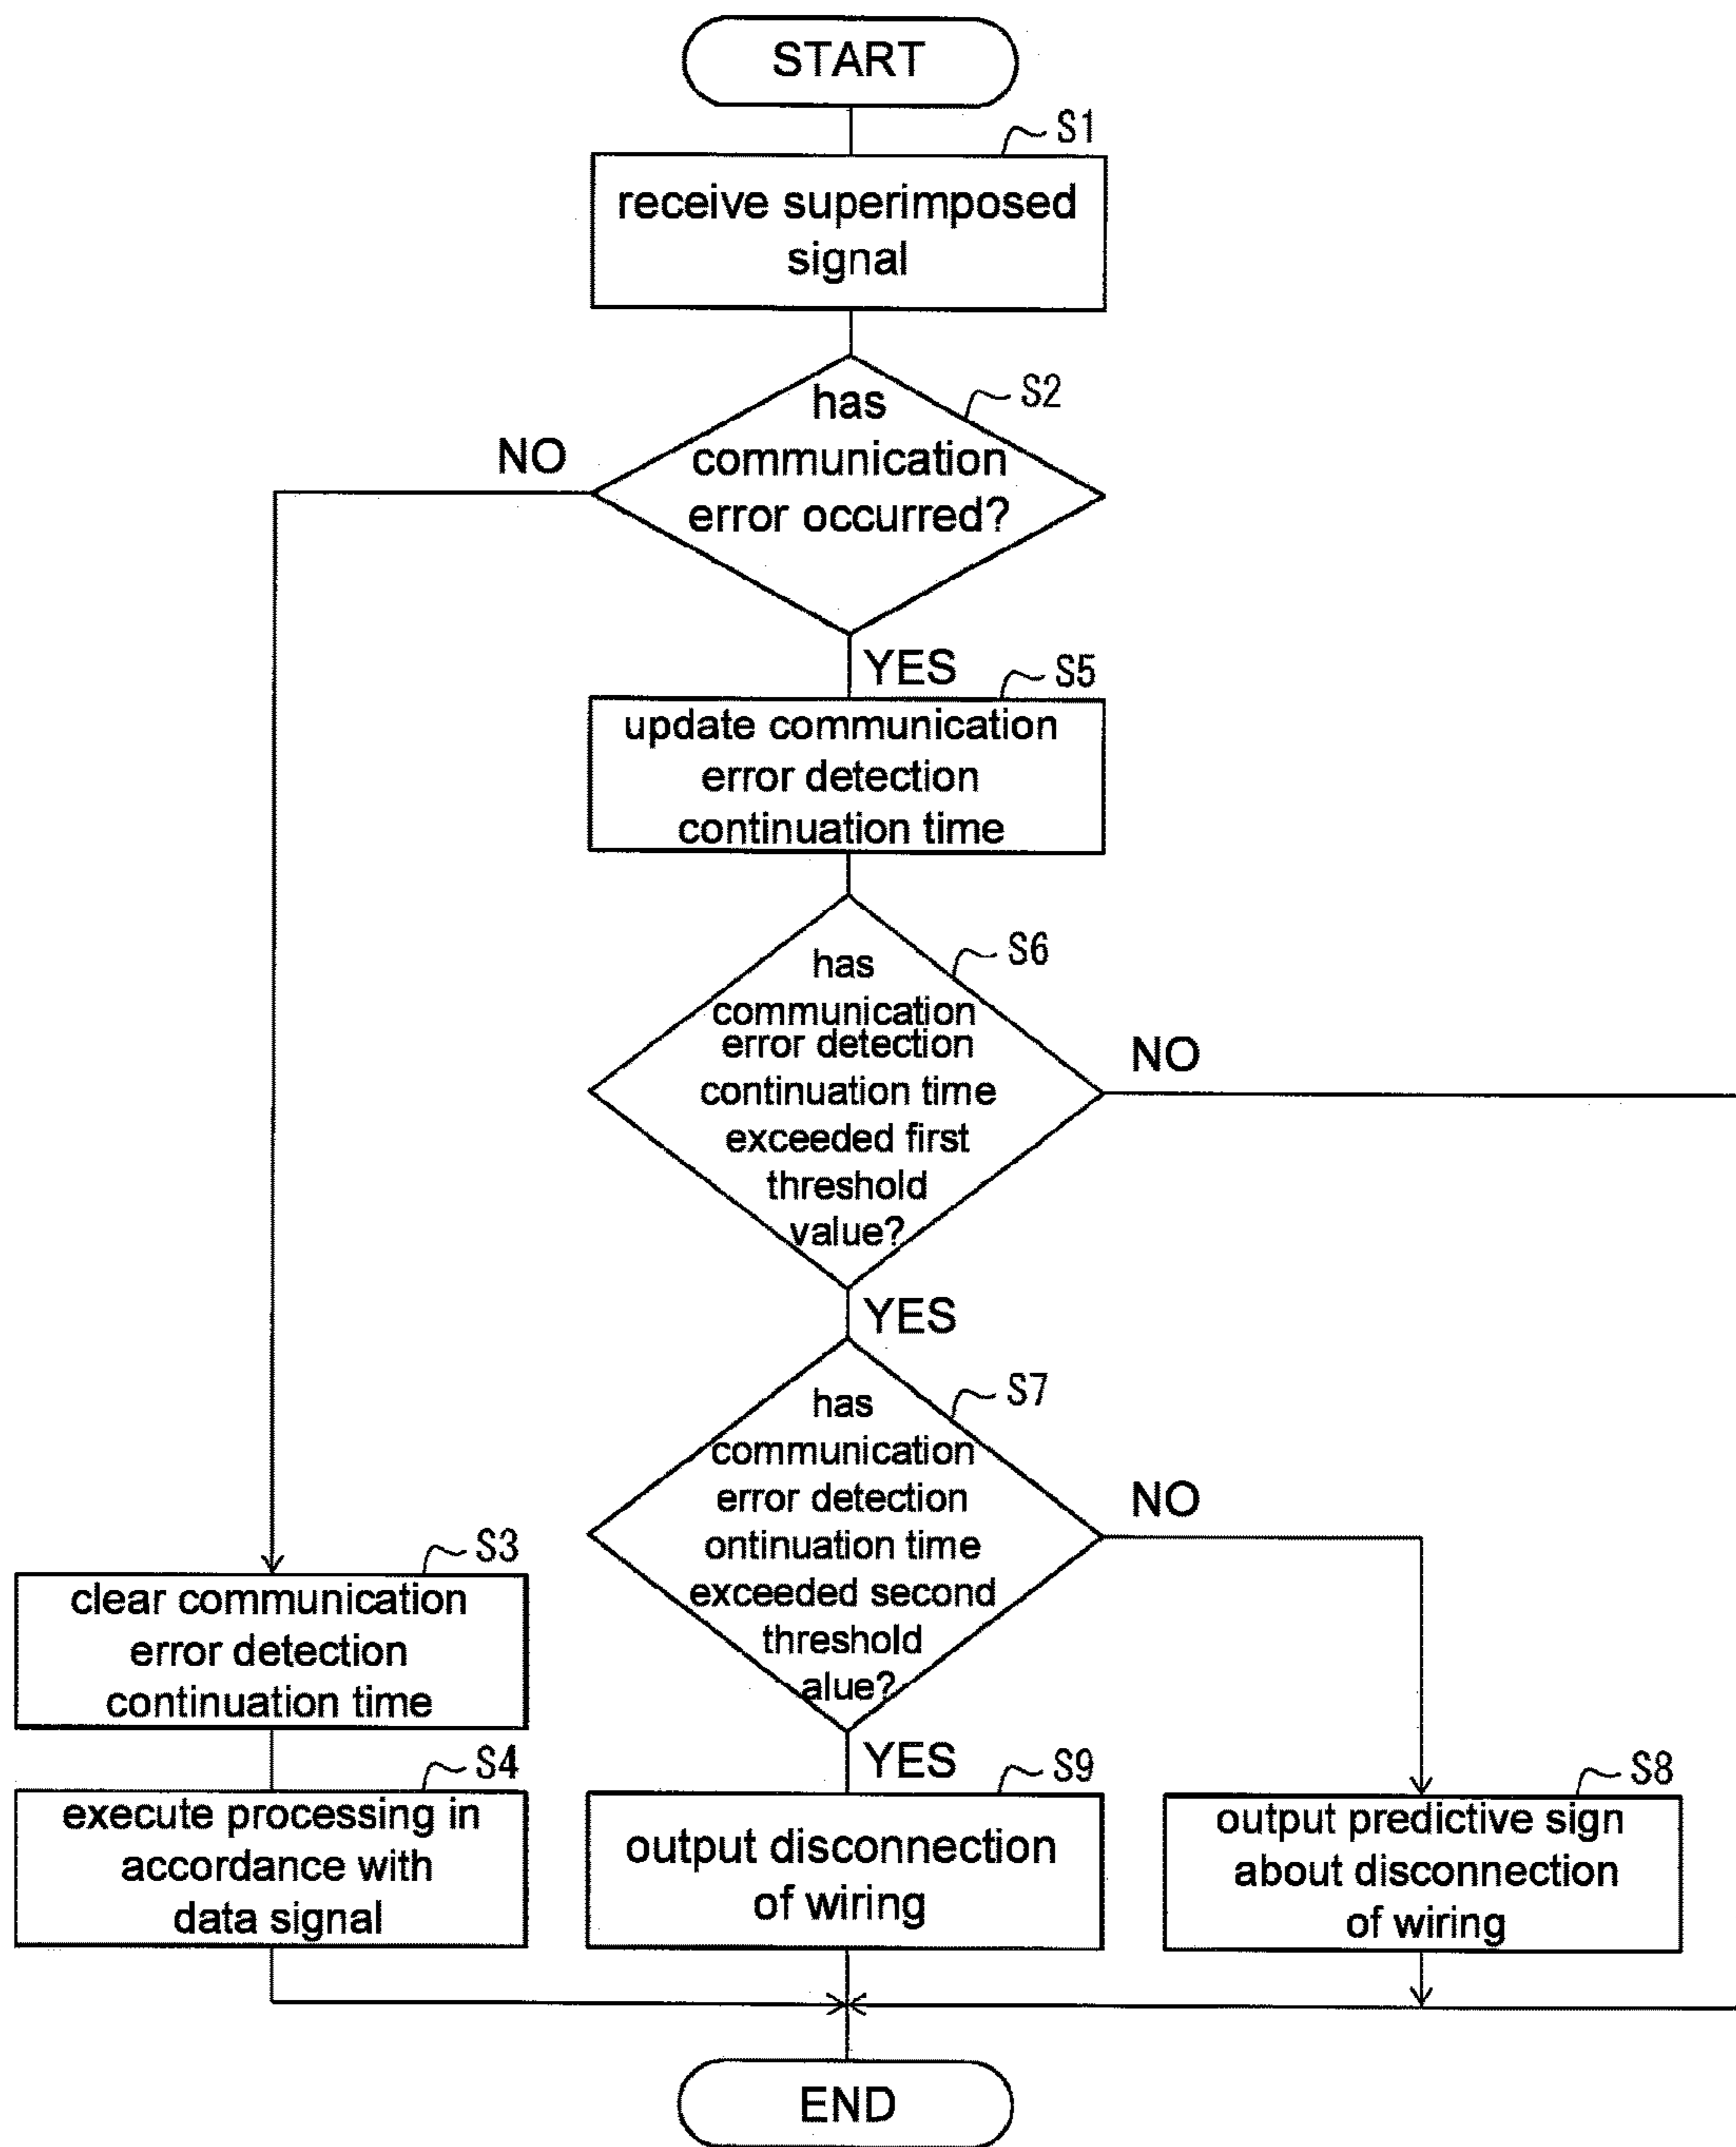 START
S1
receive superimposed
signal
S2
has
communication
error occurred?
NO
YES
S5
update communication
error detection
continuation time
S6
has
communication
error detection
continuation time
exceeded first
threshold
value?
NO
YES
S7
has
communication
error detection
ontinuation time
exceeded second
threshold
alue?
NO
YES
S3
clear communication
error detection
continuation time
S4
execute processing in
accordance with
data signal
S9
output disconnection
of wiring
S8
output predictive sign
about disconnection
of wiring
END